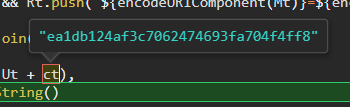 && Rt.push(`${encodeURIComponent(Mt)}=${en
oin(
"ea1db124af3c7062474693fa704f4ff8"
Ut + ct),
String()